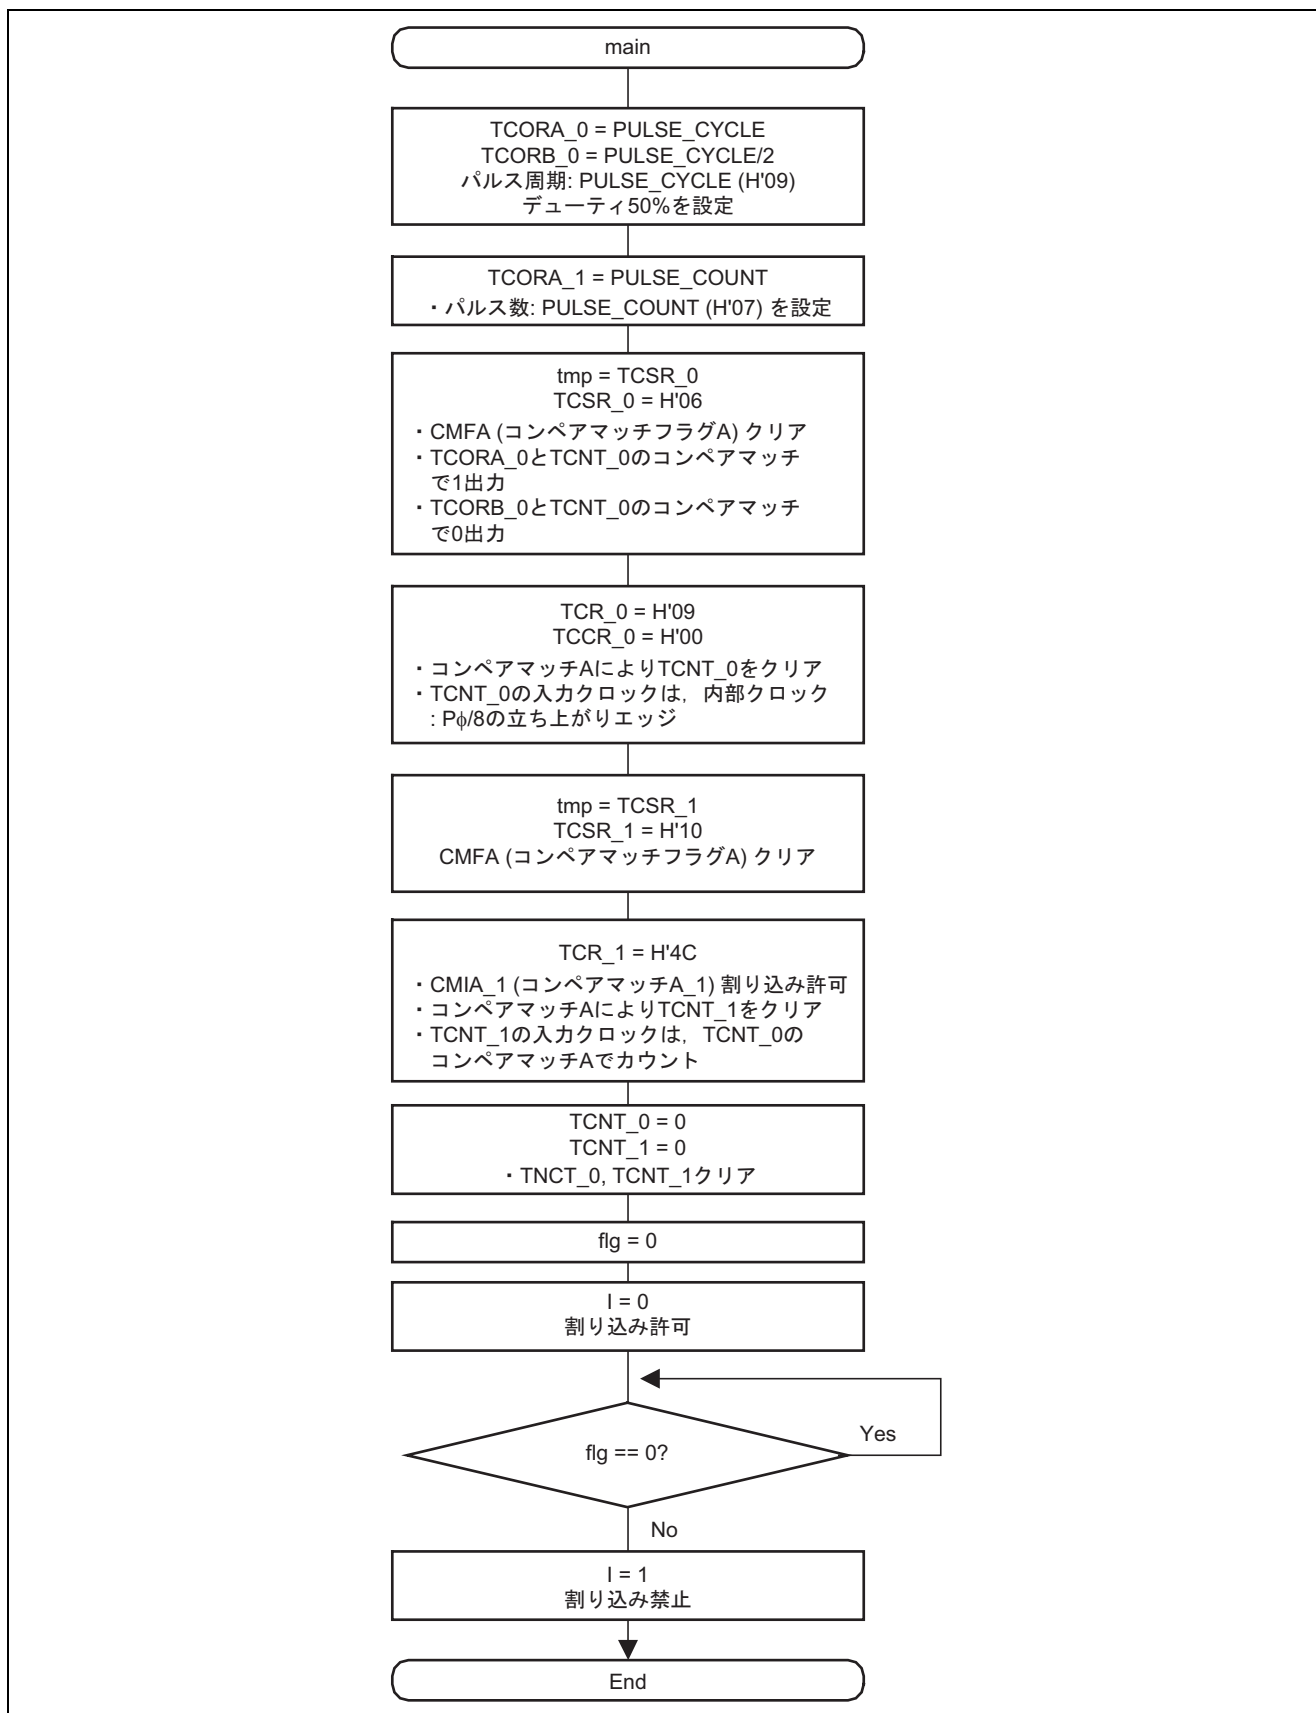 main
TCORA_0 = PULSE_CYCLE
TCORB_0 = PULSE_CYCLE/2
パルス周期: PULSE_CYCLE (H'09)
デューティ50%を設定
TCORA_1 = PULSE_COUNT
・パルス数: PULSE_COUNT (H'07) を設定
tmp = TCSR_0
TCSR_0 = H'06
・CMFA (コンペアマッチフラグA) クリア
・TCORA_0とTCNT_0のコンペアマッチ
で1出力
・TCORB_0とTCNT_0のコンペアマッチ
で0出力
TCR_0 = H'09
TCCR_0 = H'00
・コンペアマッチAによりTCNT_0をクリア
・TCNT_0の入力クロックは，内部クロック
: Pφ/8の立ち上がりエッジ
tmp = TCSR_1
TCSR_1 = H'10
CMFA (コンペアマッチフラグA) クリア
TCR_1 = H'4C
・CMIA_1 (コンペアマッチA_1) 割り込み許可
・コンペアマッチAによりTCNT_1をクリア
・TCNT_1の入力クロックは，TCNT_0の
コンペアマッチAでカウント
TCNT_0 = 0
TCNT_1 = 0
・TNCT_0, TCNT_1クリア
flg = 0
I = 0
割り込み許可
flg == 0?
Yes
No
I = 1
割り込み禁止
End